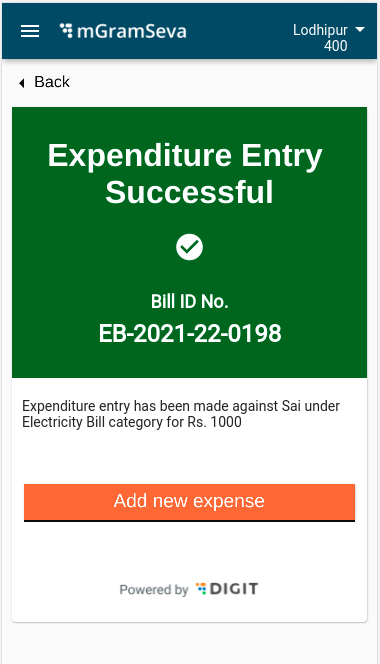 mGramSeva
Lodhipur
400
Back
Expenditure Entry
Successful
Bill ID No.
EB-2021-22-0198
Expenditure entry has been made against Sai under
Electricity Bill category for Rs. 1000
Add new expense
Powered by DIGIT